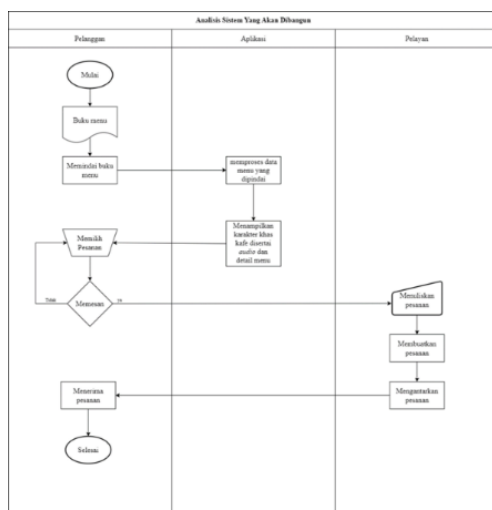 Analisis Sistem Yang Akan Dibangun
Pelanggan
Aplikasi
Pelayan
Mulai
Buku menu
Memindai buku
menu
memproses data
menu yang
dipindai
Menampilkan
karakter khas
kafe disertai
audio dan
detail menu
Memilih
Pesanan
Memesan
Tidak
ya
Menuliskan
pesanan
Membuatkan
pesanan
Mengantarkan
pesanan
Menerima
pesanan
Selesai